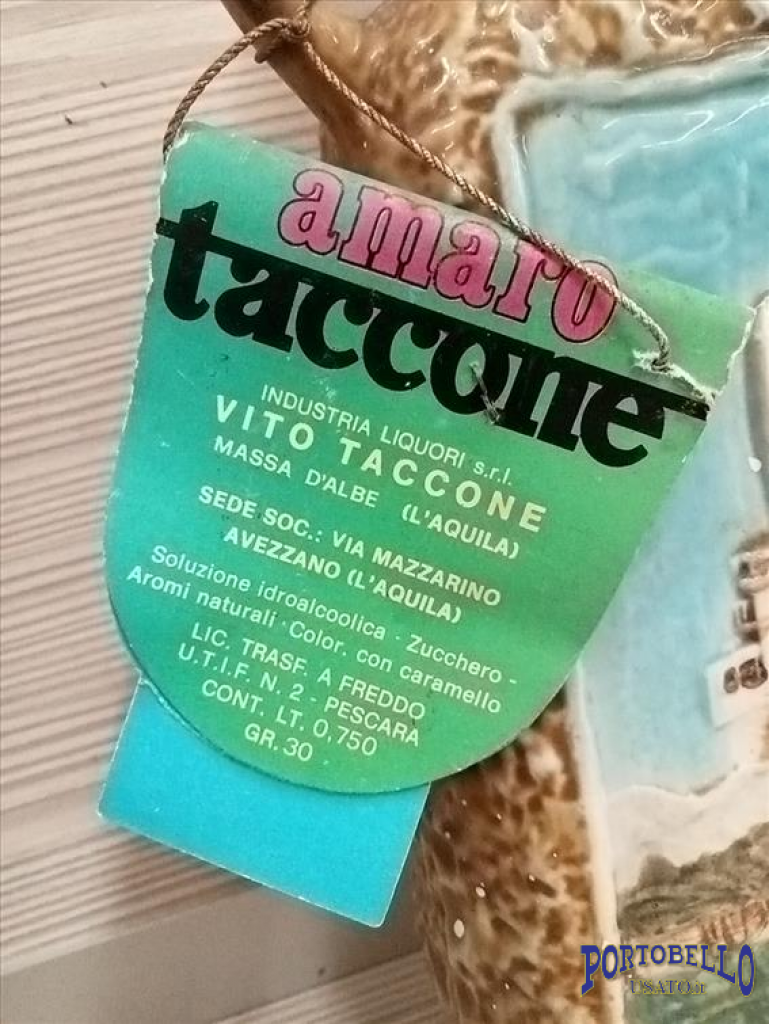 amaro
taccone
INDUSTRIA LIQUORI s.r.l.
VITO TACCONE
MASSA D'ALBE (L'AQUILA)
SEDE SOC.: VIA MAZZARINO
AVEZZANO (L'AQUILA)
Soluzione idroalcoolica - Zucchero -
Aromi naturali - Color. con caramello
LIC. TRASF. A FREDDO
U.T.I.F. N. 2 - PESCARA
CONT. LT. 0,750
GR. 30
PORTOBELLO
USATO.it